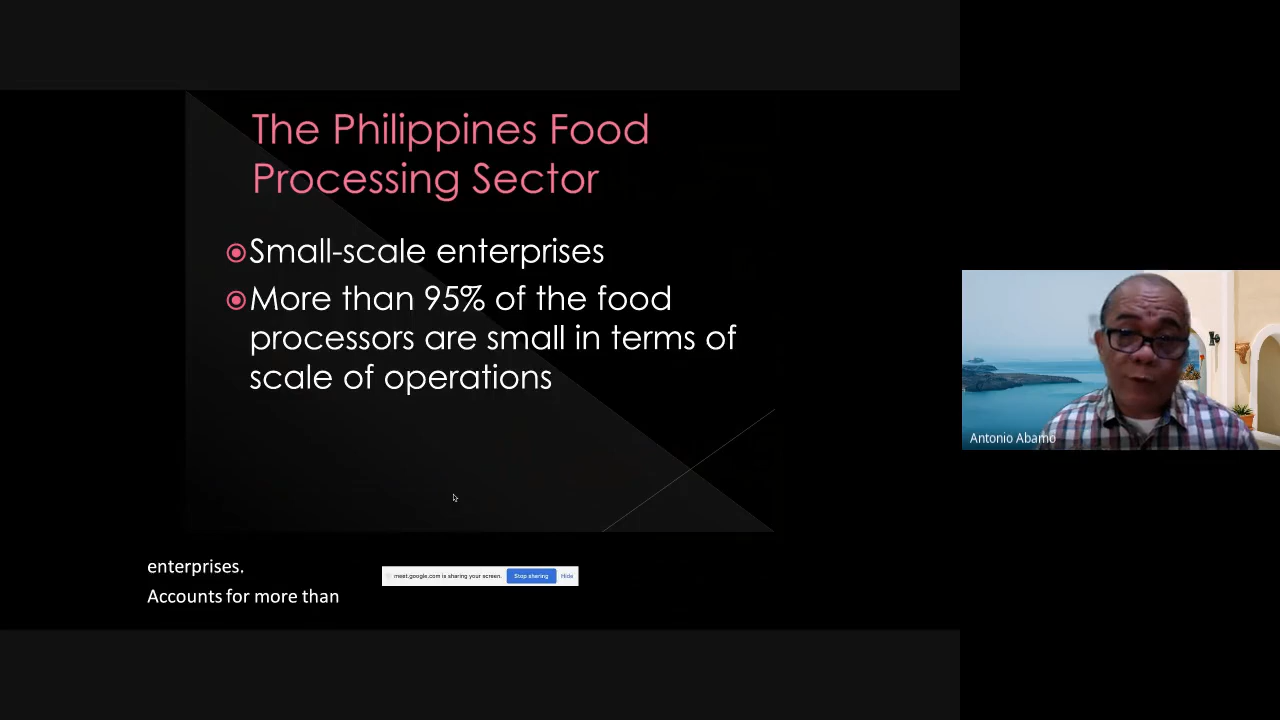 The Philippines Food
Processing Sector
Small-scale enterprises
More than 95% of the food
processors are small in terms of
scale of operations
Antonio Abamo
enterprises.
Accounts for more than
meet.google.com is sharing your screen.
Stop sharing
Hide